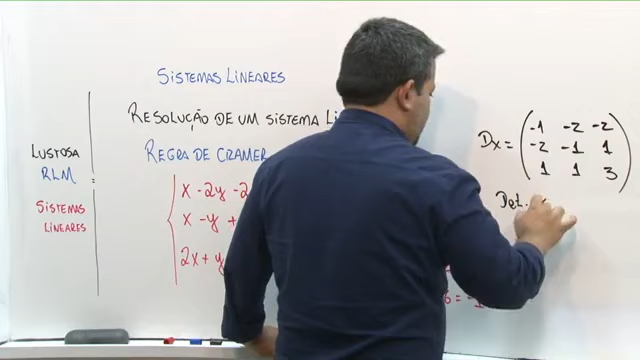 SISTEMAS LINEARES
RESOLUÇÃO DE UM SISTEMA
LUSTOSA
RLM
SISTEMAS
LINEARES
REGRA DE CRAMER
x - 2y - 2
x - y +
2x + y
Dx =
-1 -2 -2
-2 -1 1
1 1 3
Det.